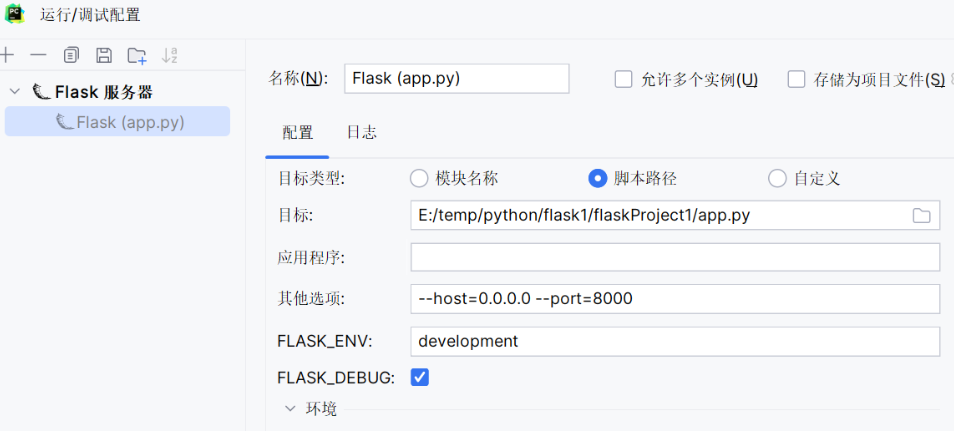 运行/调试配置
Flask 服务器
Flask (app.py)
名称(N): Flask (app.py) 允许多个实例(U) 存储为项目文件(S)
配置 日志
目标类型: 模块名称 脚本路径 自定义
目标: E:/temp/python/flask1/flaskProject1/app.py
应用程序:
其他选项: --host=0.0.0.0 --port=8000
FLASK_ENV: development
FLASK_DEBUG:
环境